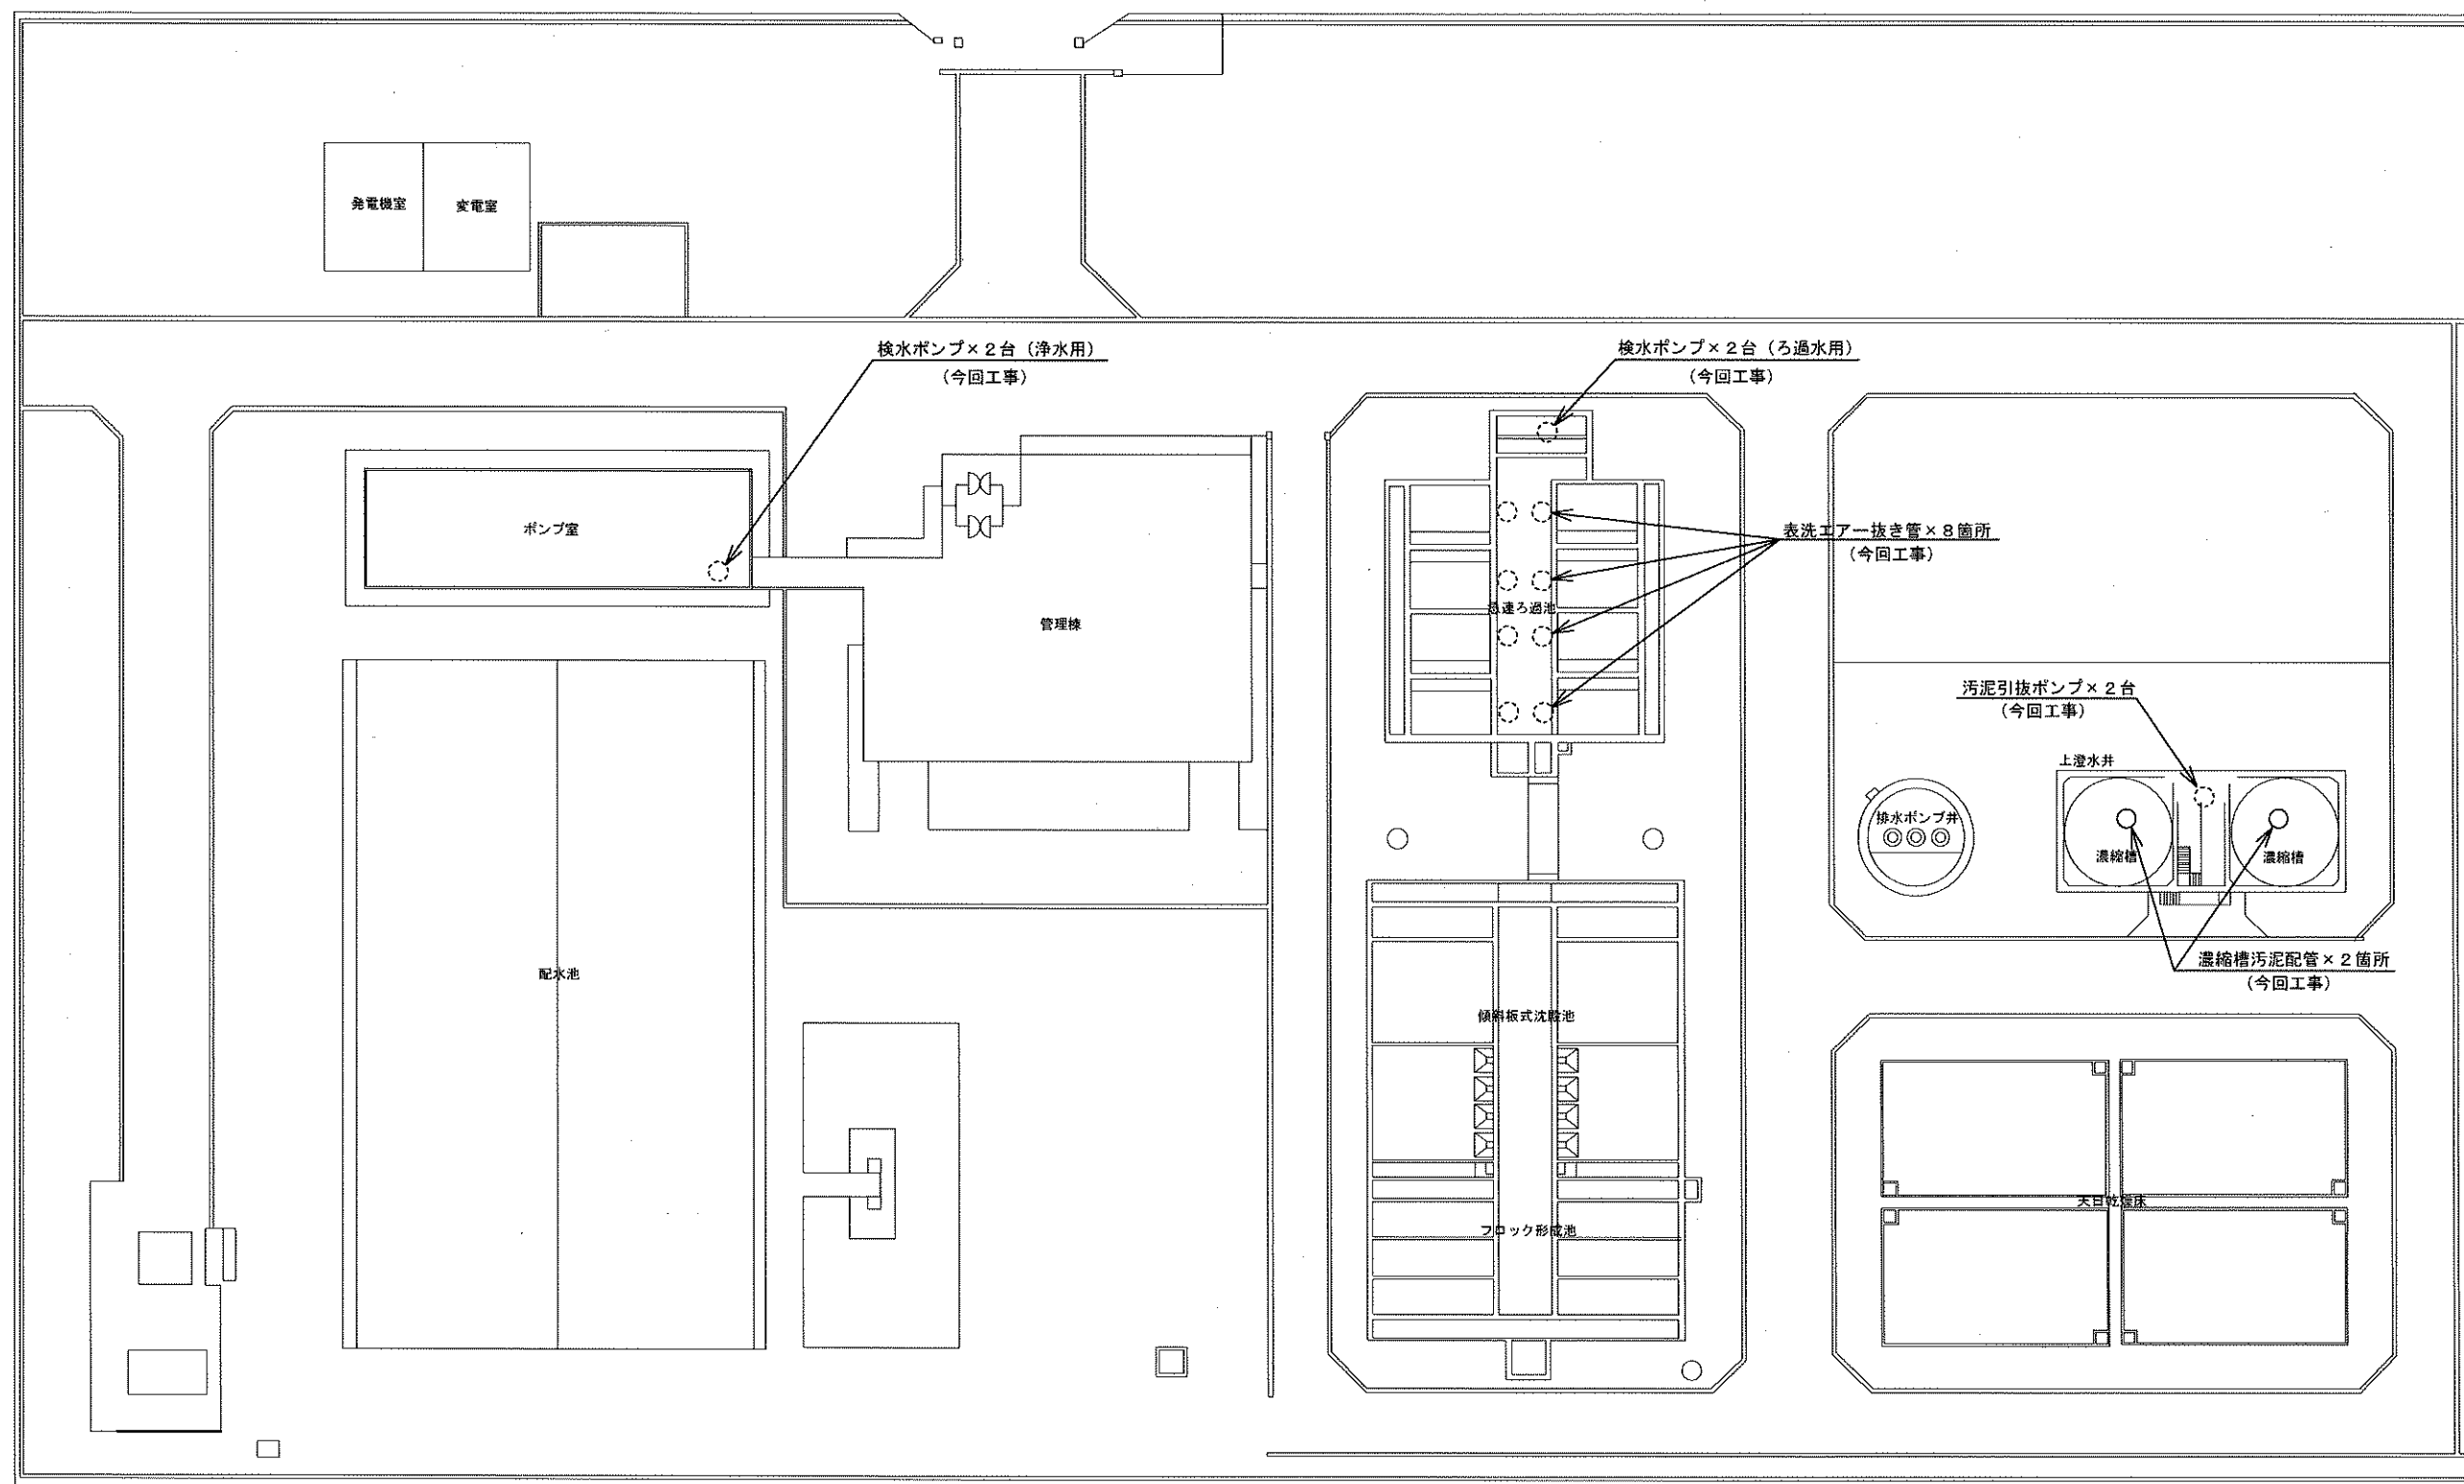 発電機室
変電室
検水ポンプ×２台（浄水用）
（今回工事）
検水ポンプ×２台（ろ過水用）
（今回工事）
ポンプ室
表洗エアー抜き管×８箇所
（今回工事）
急速ろ過池
管理棟
汚泥引抜ポンプ×２台
（今回工事）
上澄水井
排水ポンプ井
濃縮槽
濃縮槽
濃縮槽汚泥配管×２箇所
（今回工事）
配水池
傾斜板式沈殿池
天日乾燥床
フロック形成池